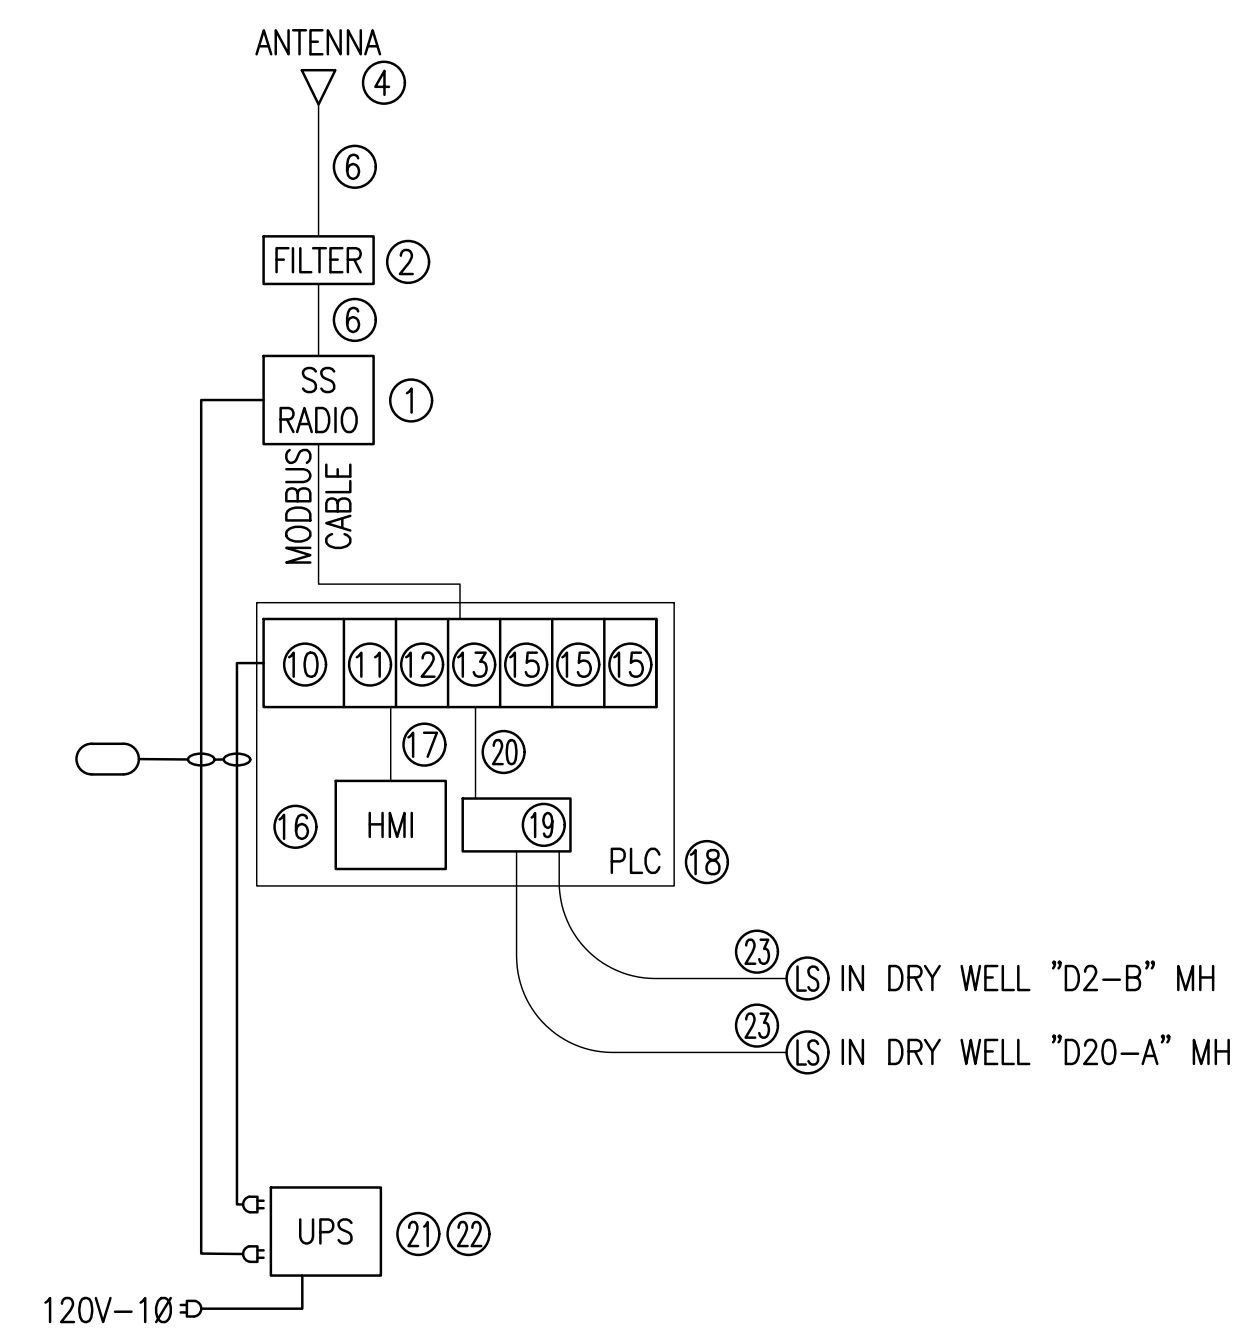 ANTENNA
4
6
FILTER
2
6
SS
RADIO
1
MODBUS
CABLE
10 11 12 13 15 15 15
17
20
16
HMI
19
PLC
18
23
LS IN DRY WELL "D2-B" MH
23
LS IN DRY WELL "D20-A" MH
UPS
21 22
120V-1Ø